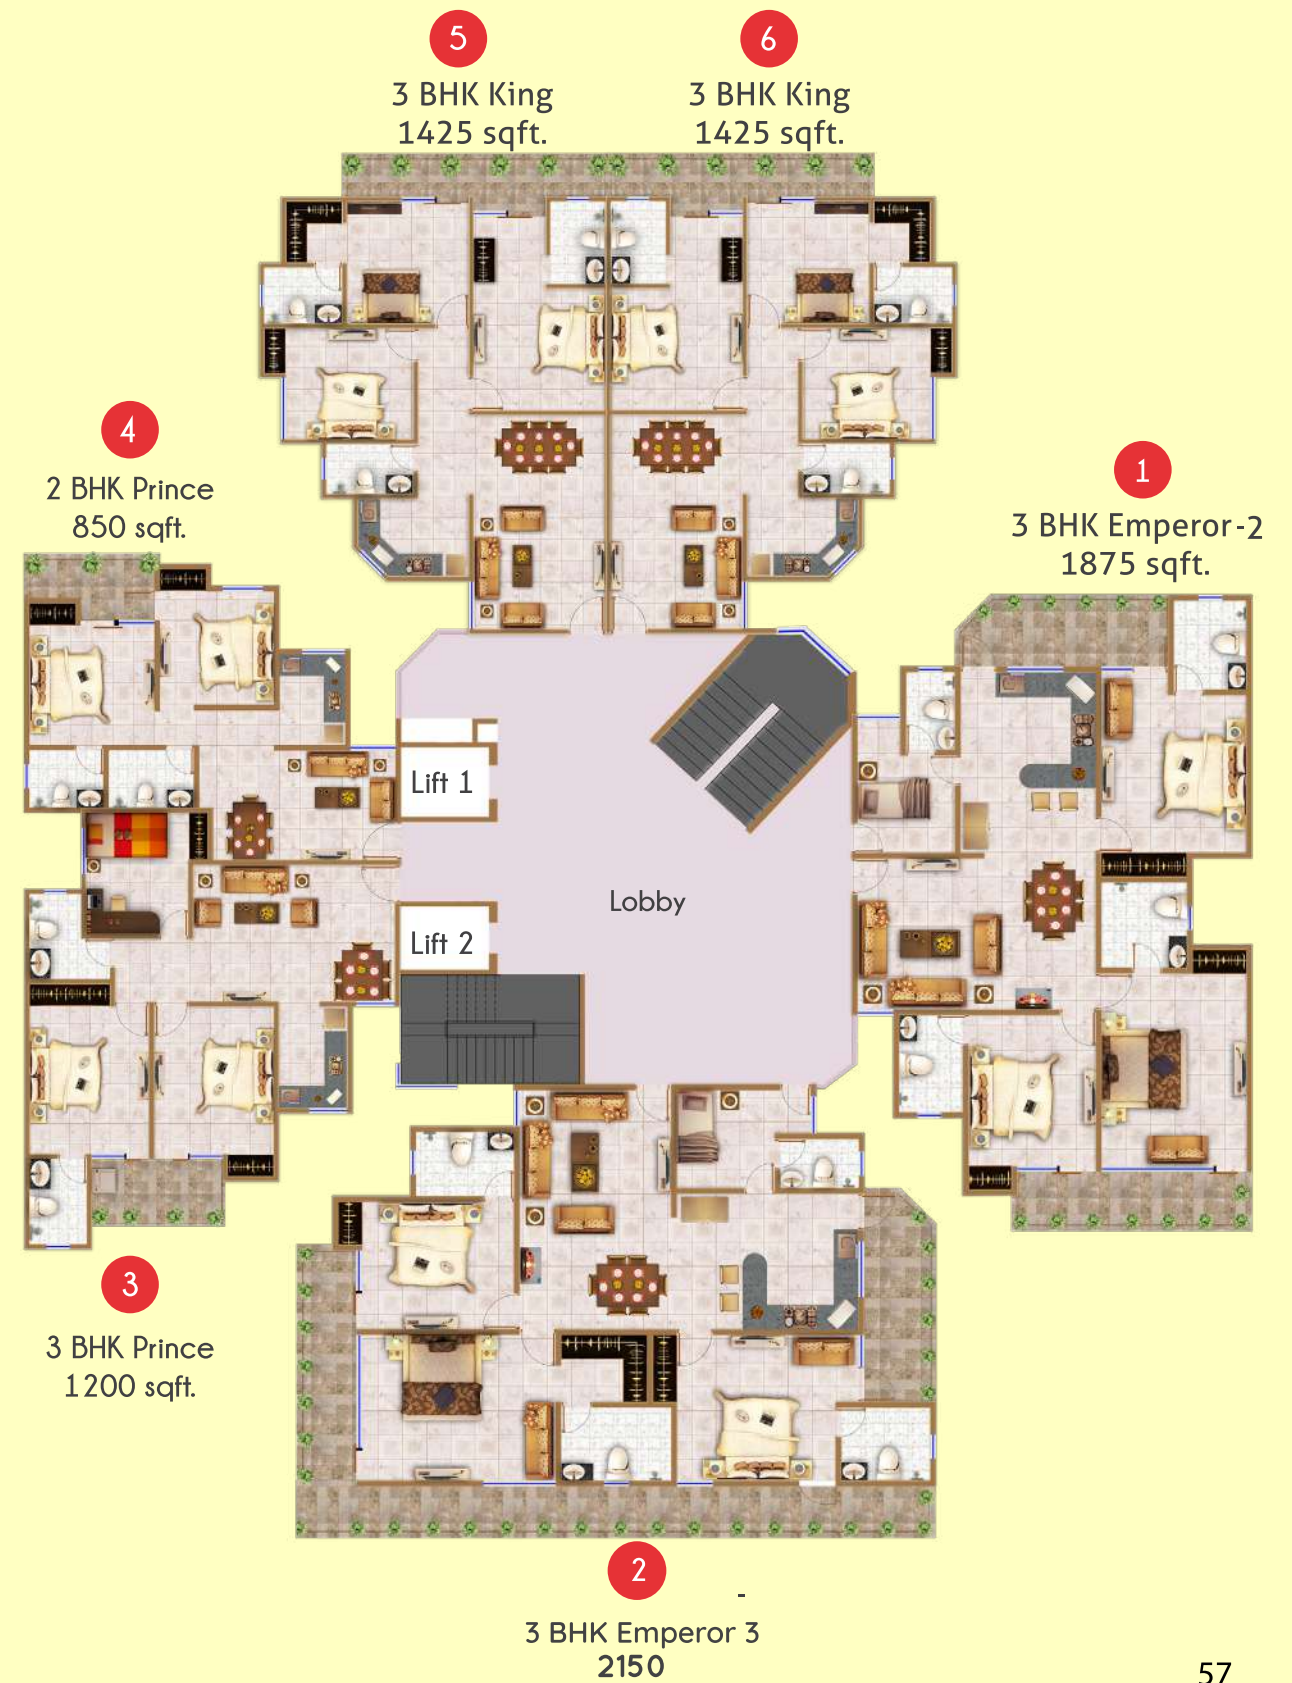 5
3 BHK King
1425 sqft.
6
3 BHK King
1425 sqft.
4
2 BHK Prince
850 sqft.
1
3 BHK Emperor-2
1875 sqft.
Lift 1
Lobby
Lift 2
3
3 BHK Prince
1200 sqft.
2
-
3 BHK Emperor 3
2150
57